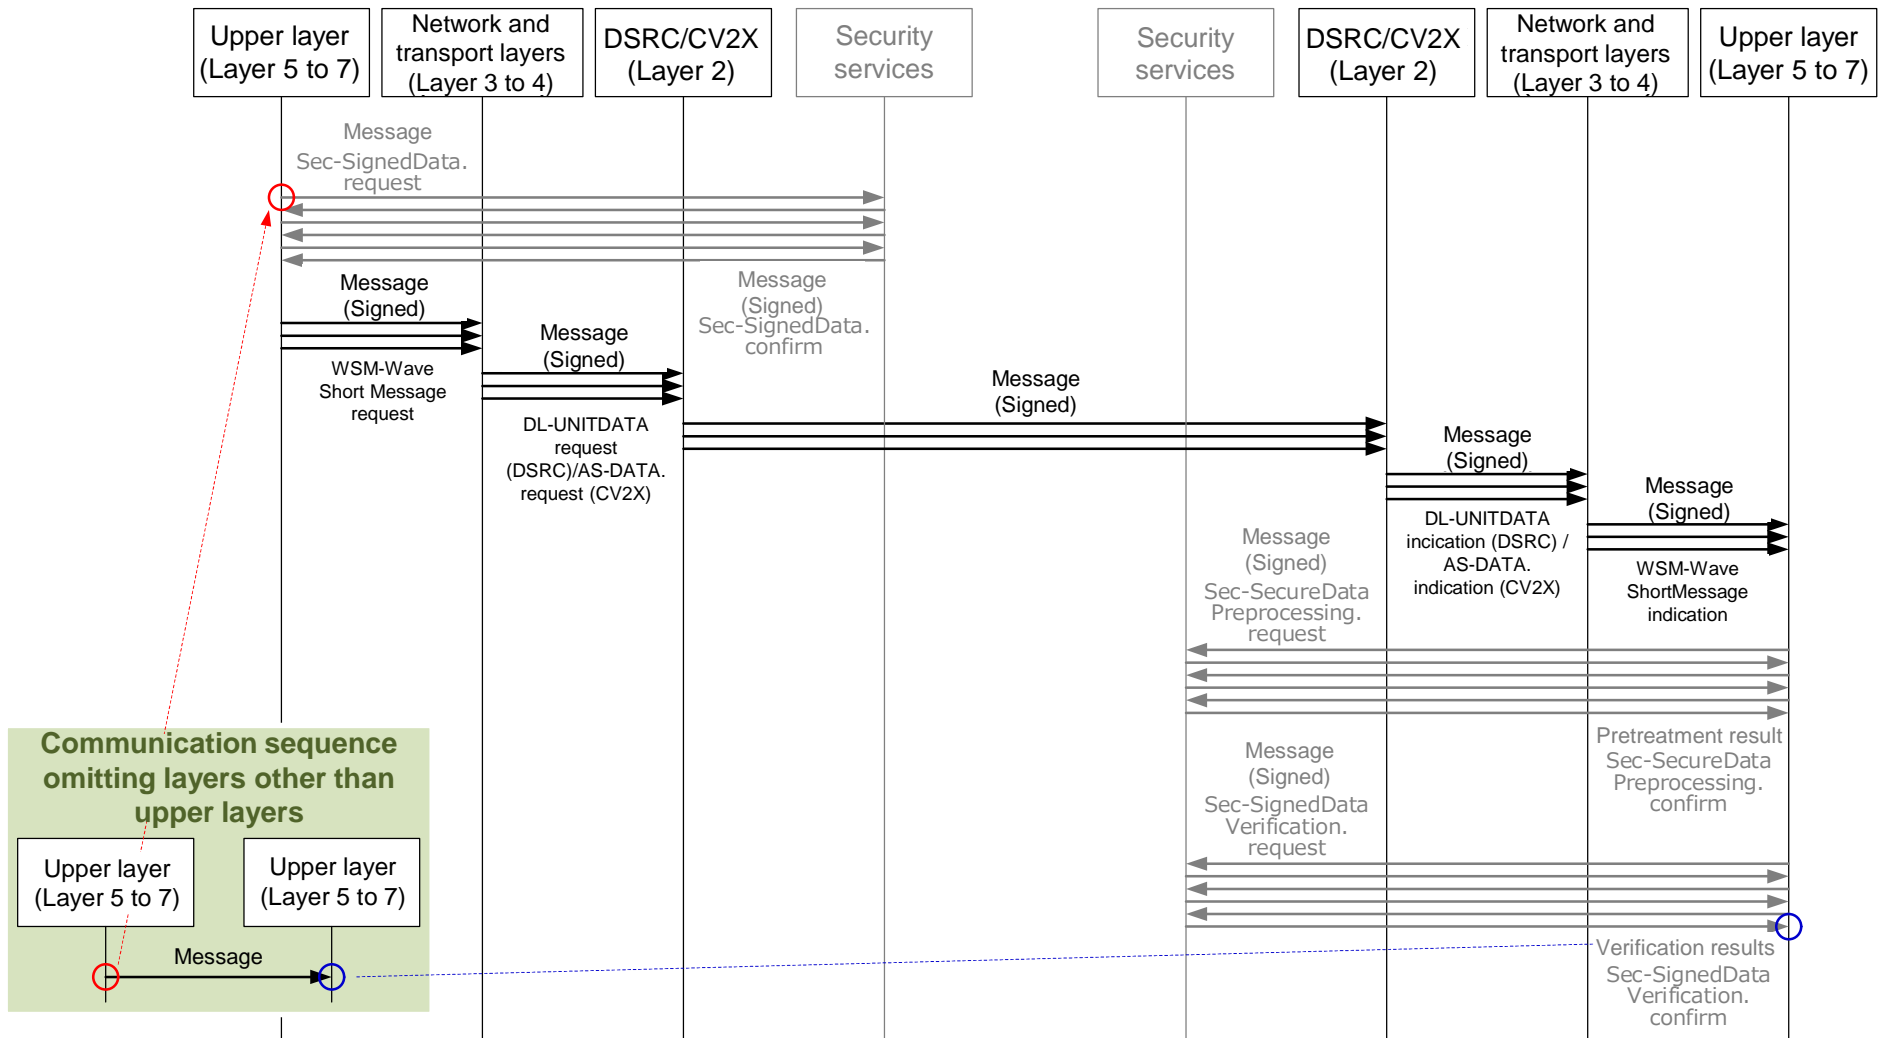 Upper layer
(Layer 5 to 7)
Network and
transport layers
(Layer 3 to 4)
DSRC/CV2X
(Layer 2)
Security
services
Security
services
DSRC/CV2X
(Layer 2)
Network and
transport layers
(Layer 3 to 4)
Upper layer
(Layer 5 to 7)
Message
Sec-SignedData.
request
Message
(Signed)
Sec-SignedData.
confirm
Message
(Signed)
WSM-Wave
Short Message
request
Message
(Signed)
DL-UNITDATA
request
(DSRC)/AS-DATA.
request (CV2X)
Message
(Signed)
Message
(Signed)
DL-UNITDATA
incication (DSRC) /
AS-DATA.
indication (CV2X)
Message
(Signed)
WSM-Wave
ShortMessage
indication
Message
(Signed)
Sec-SecureData
Preprocessing.
request
Pretreatment result
Sec-SecureData
Preprocessing.
confirm
Message
(Signed)
Sec-SignedData
Verification.
request
Verification results
Sec-SignedData
Verification.
confirm
Communication sequence
omitting layers other than
upper layers
Upper layer
(Layer 5 to 7)
Upper layer
(Layer 5 to 7)
Message